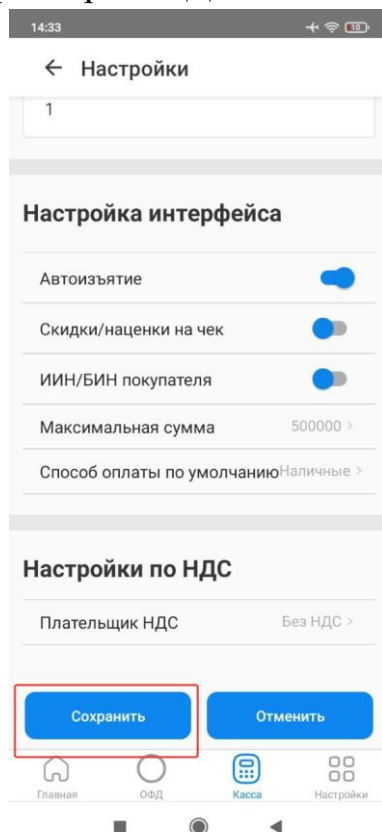 14:33
10
← Настройки
1
Настройка интерфейса
Автоизъятие
Скидки/наценки на чек
ИИН/БИН покупателя
Максимальная сумма 500000 >
Способ оплаты по умолчанию Наличные >
Настройки по НДС
Плательщик НДС Без НДС >
Сохранить Отменить
Главная ОФД Касса Настройки